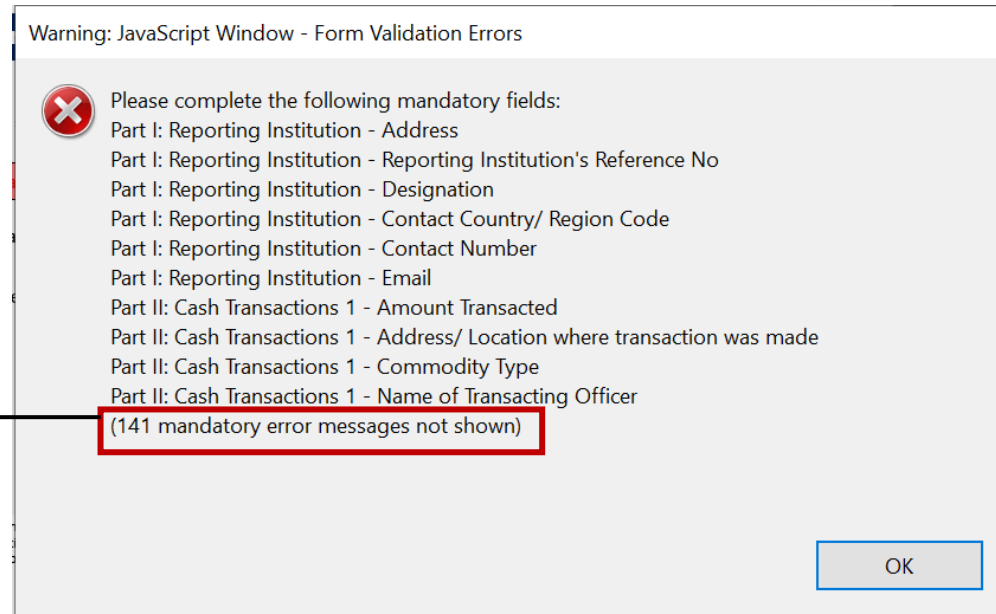 Warning: JavaScript Window - Form Validation Errors
Please complete the following mandatory fields:
Part I: Reporting Institution - Address
Part I: Reporting Institution - Reporting Institution's Reference No
Part I: Reporting Institution - Designation
Part I: Reporting Institution - Contact Country/ Region Code
Part I: Reporting Institution - Contact Number
Part I: Reporting Institution - Email
Part II: Cash Transactions 1 - Amount Transacted
Part II: Cash Transactions 1 - Address/ Location where transaction was made
Part II: Cash Transactions 1 - Commodity Type
Part II: Cash Transactions 1 - Name of Transacting Officer
(141 mandatory error messages not shown)
OK